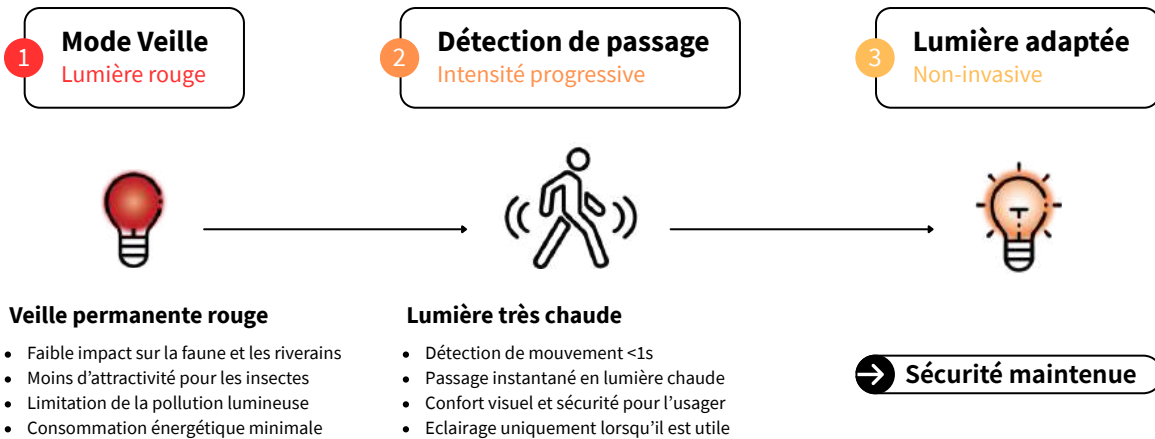 1
Mode Veille
Lumière rouge
2
Détection de passage
Intensité progressive
3
Lumière adaptée
Non-invasive
Veille permanente rouge
• Faible impact sur la faune et les riverains
• Moins d’attractivité pour les insectes
• Limitation de la pollution lumineuse
• Consommation énergétique minimale
Lumière très chaude
• Détection de mouvement <1s
• Passage instantané en lumière chaude
• Confort visuel et sécurité pour l’usager
• Eclairage uniquement lorsqu’il est utile
Sécurité maintenue